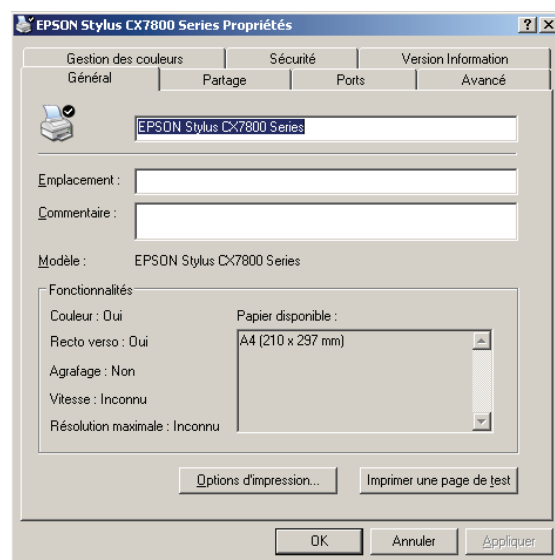 EPSON Stylus CX7800 Series Propriétés
Gestion des couleurs Sécurité Version Information
Général Partage Ports Avancé
EPSON Stylus CX7800 Series
Emplacement :
Commentaire :
Modèle : EPSON Stylus CX7800 Series
Fonctionnalités
Couleur : Oui Papier disponible :
Recto verso : Oui A4 (210 x 297 mm)
Agrafage : Non
Vitesse : Inconnu
Résolution maximale : Inconnu
Options d'impression... Imprimer une page de test
OK Annuler Appliquer